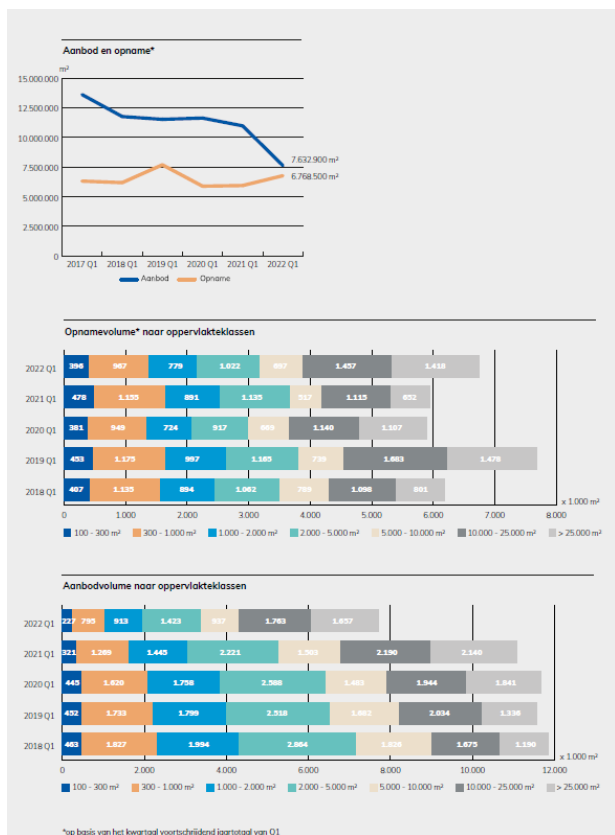 Aanbod en opname*
m²
15.000.000
12.500.000
10.000.000
7.500.000
5.000.000
2.500.000
0
7.632.900 m²
6.768.500 m²
2017 Q1 2018 Q1 2019 Q1 2020 Q1 2021 Q1 2022 Q1
Aanbod Opname
Opnamevolume* naar oppervlakteklassen
2022 Q1 396 967 779 1.022 1.457 1.418
2021 Q1 478 1.155 891 1.135 517 1.115 652
2020 Q1 381 949 724 917 669 1.140 1.107
2019 Q1 453 1.175 997 1.165 739 1.683 1.478
2018 Q1 407 1.135 894 1.062 789 1.098 801
x 1.000 m²
0 1.000 2.000 3.000 4.000 5.000 6.000 7.000 8.000
100 - 300 m² 300 - 1.000 m² 1.000 - 2.000 m² 2.000 - 5.000 m² 5.000 - 10.000 m² 10.000 - 25.000 m² > 25.000 m²
Aanbodvolume naar oppervlakteklassen
2022 Q1 227 795 913 1.423 937 1.763 1.657
2021 Q1 321 1.269 1.445 2.221 1.503 2.190 2.140
2020 Q1 445 1.620 1.758 2.588 1.483 1.944 1.841
2019 Q1 452 1.733 1.799 2.518 1.692 2.034 1.336
2018 Q1 463 1.827 1.994 2.864 1.826 1.675 1.190
x 1.000 m²
0 2.000 4.000 6.000 8.000 10.000 12.000
100 - 300 m² 300 - 1.000 m² 1.000 - 2.000 m² 2.000 - 5.000 m² 5.000 - 10.000 m² 10.000 - 25.000 m² > 25.000 m²
*op basis van het kwartaal voortschrijdend jaartotaal van Q1